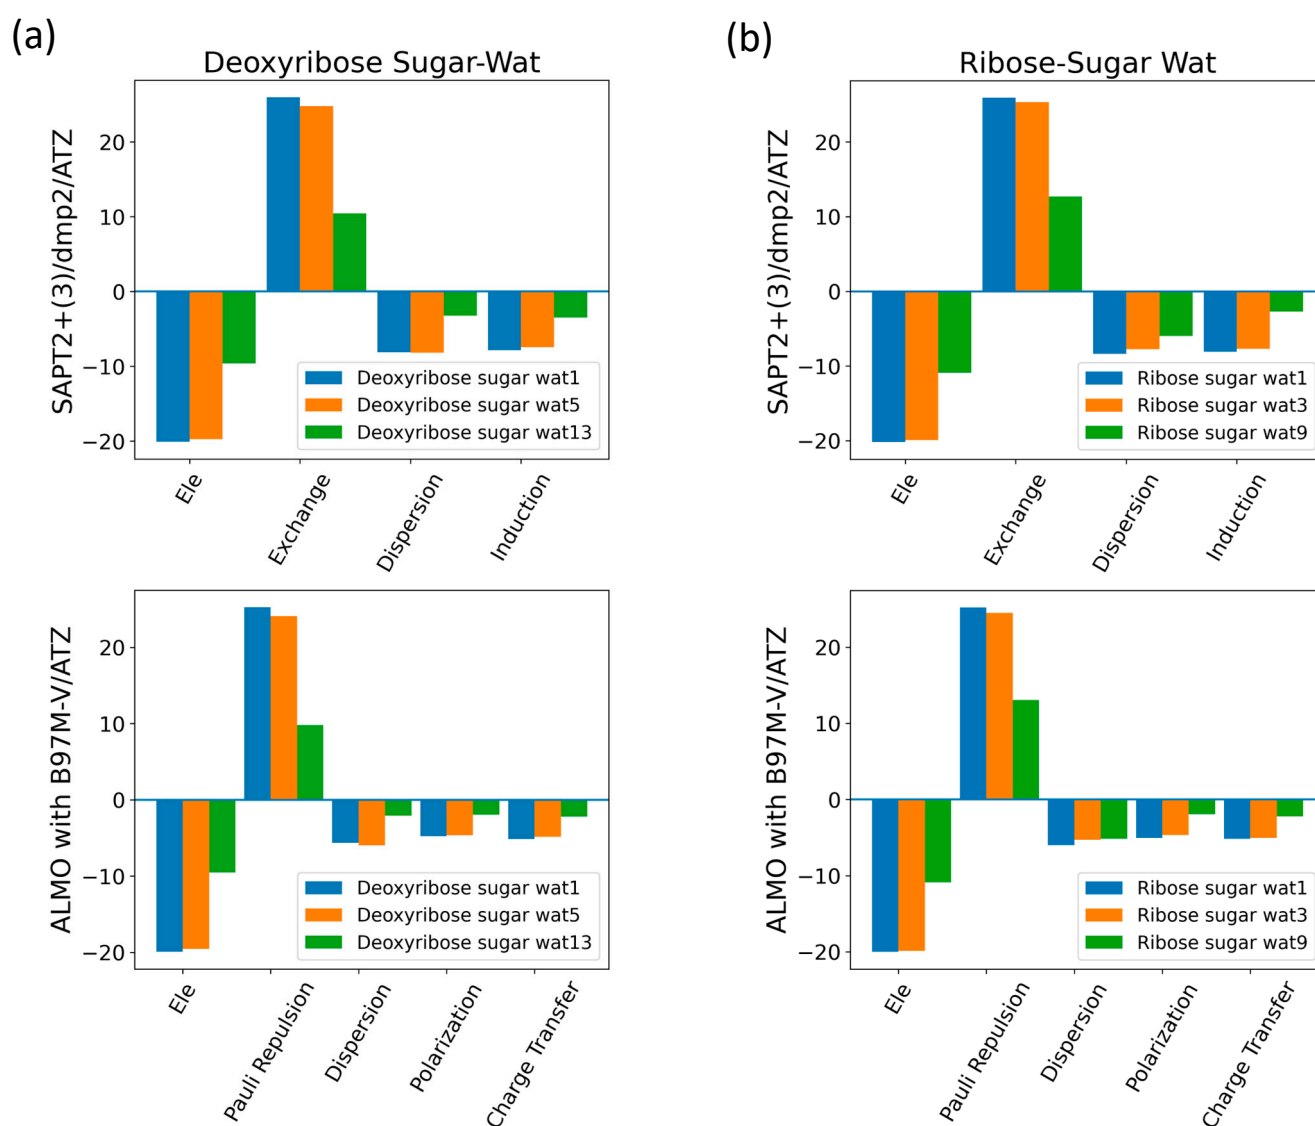 (a)
Deoxyribose Sugar-Wat
SAPT2+(3)/dmp2/ATZ
20
10
0
−10
−20
Deoxyribose sugar wat1
Deoxyribose sugar wat5
Deoxyribose sugar wat13
Ele
Exchange
Dispersion
Induction
ALMO with B97M-V/ATZ
20
10
0
−10
−20
Deoxyribose sugar wat1
Deoxyribose sugar wat5
Deoxyribose sugar wat13
Ele
Pauli Repulsion
Dispersion
Polarization
Charge Transfer
(b)
Ribose-Sugar Wat
SAPT2+(3)/dmp2/ATZ
20
10
0
−10
−20
Ribose sugar wat1
Ribose sugar wat3
Ribose sugar wat9
Ele
Exchange
Dispersion
Induction
ALMO with B97M-V/ATZ
20
10
0
−10
−20
Ribose sugar wat1
Ribose sugar wat3
Ribose sugar wat9
Ele
Pauli Repulsion
Dispersion
Polarization
Charge Transfer